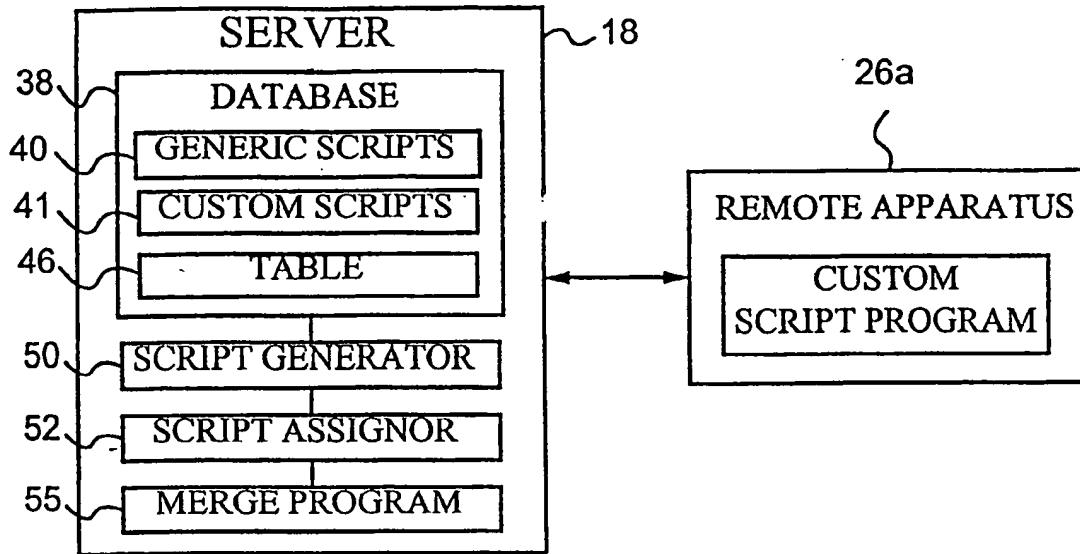 SERVER
18
38
DATABASE
40
GENERIC SCRIPTS
41
CUSTOM SCRIPTS
46
TABLE
50
SCRIPT GENERATOR
52
SCRIPT ASSIGNOR
55
MERGE PROGRAM
26a
REMOTE APPARATUS
CUSTOM
SCRIPT PROGRAM